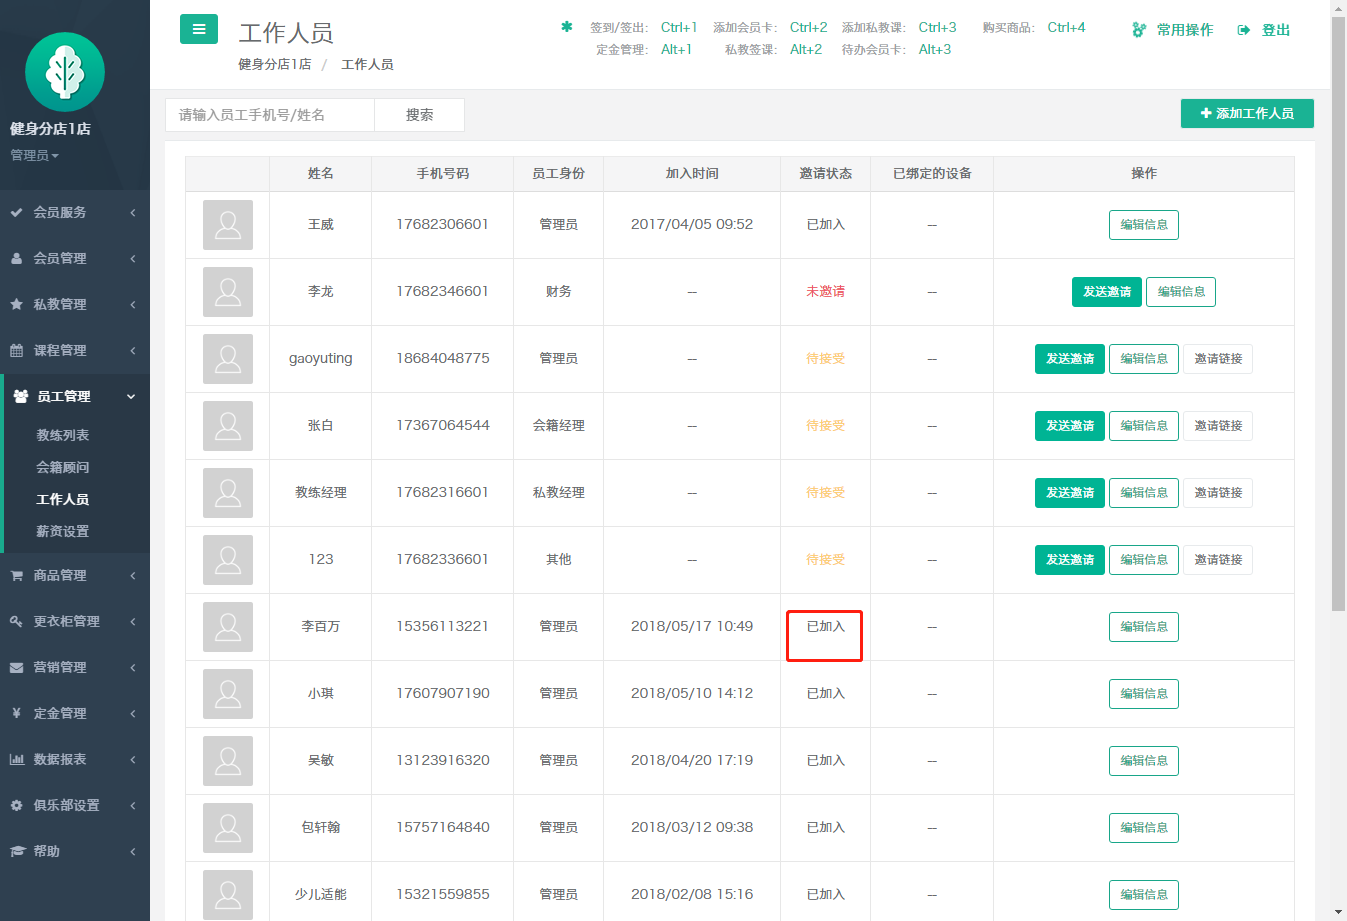 健身分店1店
管理员
会员服务
会员管理
私教管理
课程管理
员工管理
教练列表
会籍顾问
工作人员
薪资设置
商品管理
更衣柜管理
营销管理
定金管理
数据报表
俱乐部设置
帮助
工作人员
健身分店1店 / 工作人员
签到/签出: Ctrl+1 添加会员卡: Ctrl+2 添加私教课: Ctrl+3 购买商品: Ctrl+4
定金管理: Alt+1 私教签课: Alt+2 待办会员卡: Alt+3
常用操作 登出
请输入员工手机号/姓名 搜索
添加工作人员
姓名 手机号码 员工身份 加入时间 邀请状态 已绑定的设备 操作
王威 17682306601 管理员 2017/04/05 09:52 已加入 -- 编辑信息
李龙 17682346601 财务 -- 未邀请 -- 发送邀请 编辑信息
gaoyuting 18684048775 管理员 -- 待接受 -- 发送邀请 编辑信息 邀请链接
张白 17367064544 会籍经理 -- 待接受 -- 发送邀请 编辑信息 邀请链接
教练经理 17682316601 私教经理 -- 待接受 -- 发送邀请 编辑信息 邀请链接
123 17682336601 其他 -- 待接受 -- 发送邀请 编辑信息 邀请链接
李百万 15356113221 管理员 2018/05/17 10:49 已加入 -- 编辑信息
小琪 17607907190 管理员 2018/05/10 14:12 已加入 -- 编辑信息
吴敏 13123916320 管理员 2018/04/20 17:19 已加入 -- 编辑信息
包轩翰 15757164840 管理员 2018/03/12 09:38 已加入 -- 编辑信息
少儿适能 15321559855 管理员 2018/02/08 15:16 已加入 -- 编辑信息